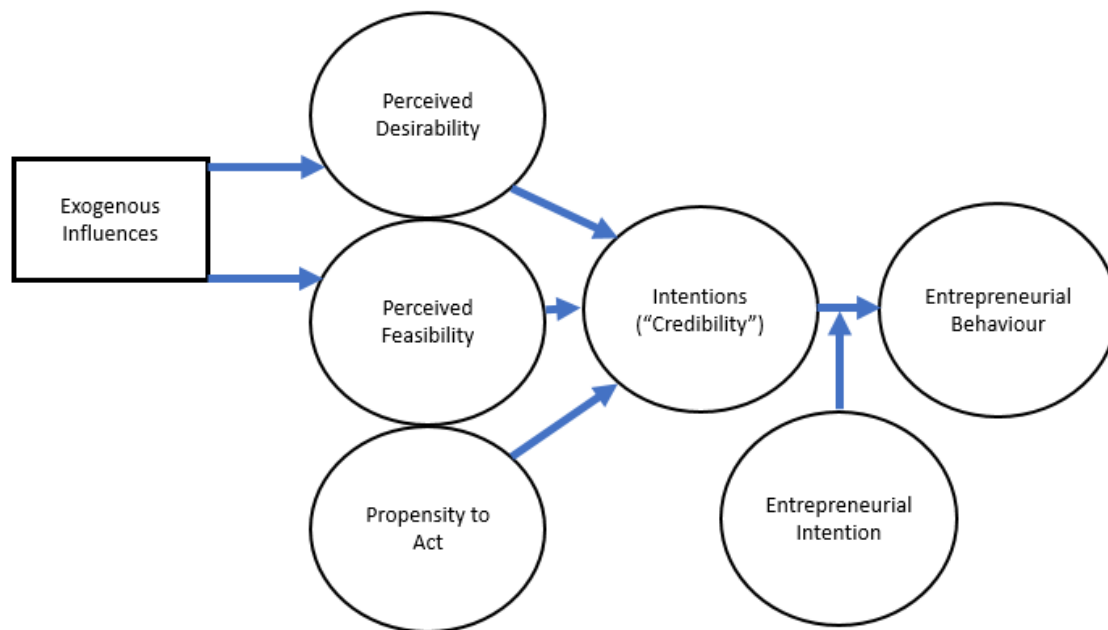 Exogenous
Influences
Perceived
Desirability
Perceived
Feasibility
Propensity to
Act
Intentions
(“Credibility”)
Entrepreneurial
Behaviour
Entrepreneurial
Intention